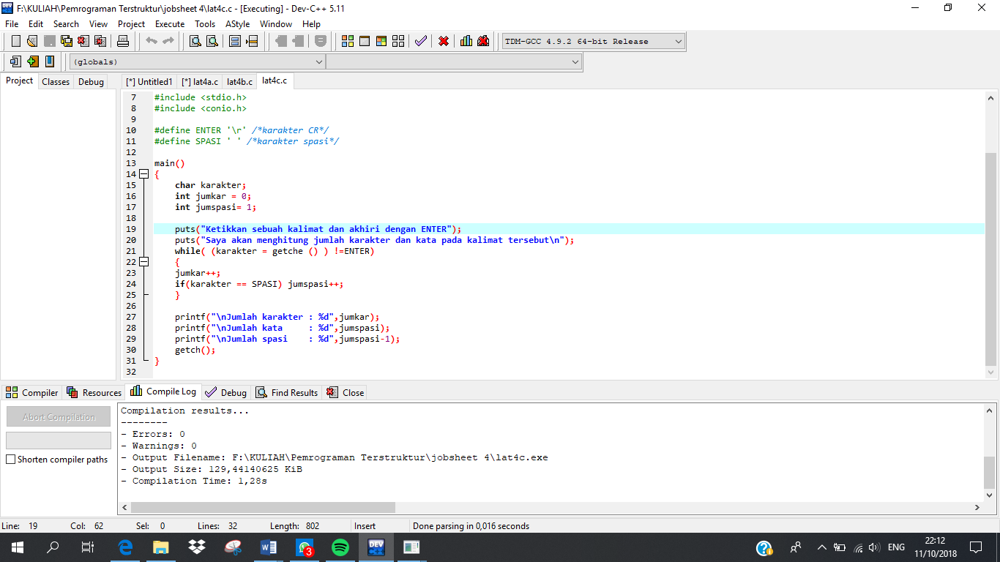 F:\KULIAH\Pemrograman Terstruktur\jobsheet 4\lat4c.c - [Executing] - Dev-C++ 5.11
File Edit Search View Project Execute Tools AStyle Window Help
TDM-GCC 4.9.2 64-bit Release
(globals)
Project Classes Debug [*] Untitled1 [*] lat4a.c lat4b.c lat4c.c
7 #include <stdio.h>
8 #include <conio.h>
9
10 #define ENTER '\r' /*karakter CR*/
11 #define SPASI ' ' /*karakter spasi*/
12
13 main()
14 {
15 char karakter;
16 int jumkar = 0;
17 int jumspasi= 1;
18
19 puts("Ketikkan sebuah kalimat dan akhiri dengan ENTER");
20 puts("Saya akan menghitung jumlah karakter dan kata pada kalimat tersebut\n");
21 while( (karakter = getche () ) !=ENTER)
22 {
23 jumkar++;
24 if(karakter == SPASI) jumspasi++;
25 }
26
27 printf("\nJumlah karakter : %d",jumkar);
28 printf("\nJumlah kata     : %d",jumspasi);
29 printf("\nJumlah spasi    : %d",jumspasi-1);
30 getch();
31 }
32
Compiler Resources Compile Log Debug Find Results Close
Abort Compilation
Shorten compiler paths
Compilation results...
--------
- Errors: 0
- Warnings: 0
- Output Filename: F:\KULIAH\Pemrograman Terstruktur\jobsheet 4\lat4c.exe
- Output Size: 129,44140625 KiB
- Compilation Time: 1,28s
Line: 19 Col: 62 Sel: 0 Lines: 32 Length: 802 Insert Done parsing in 0,016 seconds
3
DEV
ENG
22:12
11/10/2018